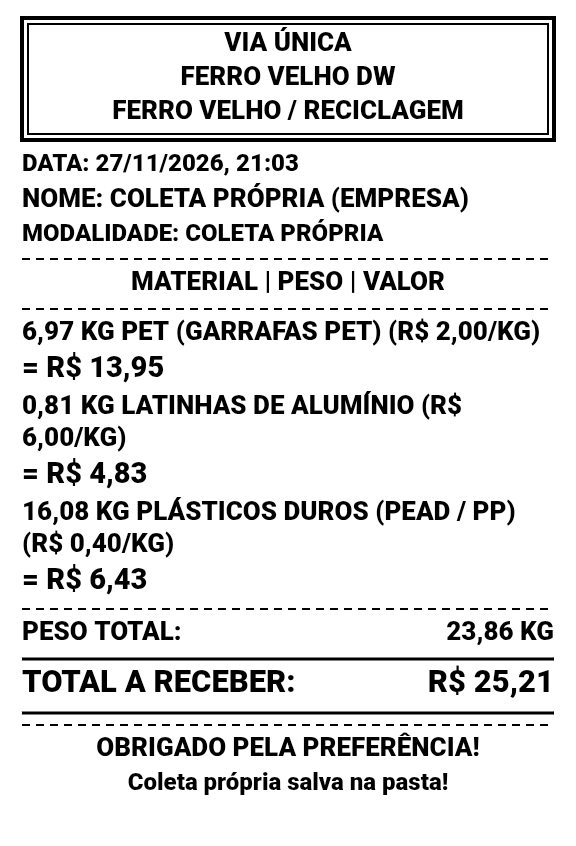 VIA ÚNICA
FERRO VELHO DW
FERRO VELHO / RECICLAGEM
DATA: 27/11/2026, 21:03
NOME: COLETA PRÓPRIA (EMPRESA)
MODALIDADE: COLETA PRÓPRIA
MATERIAL | PESO | VALOR
6,97 KG PET (GARRAFAS PET) (R$ 2,00/KG)
= R$ 13,95
0,81 KG LATINHAS DE ALUMÍNIO (R$
6,00/KG)
= R$ 4,83
16,08 KG PLÁSTICOS DUROS (PEAD / PP)
(R$ 0,40/KG)
= R$ 6,43
PESO TOTAL: 23,86 KG
TOTAL A RECEBER: R$ 25,21
OBRIGADO PELA PREFERÊNCIA!
Coleta própria salva na pasta!